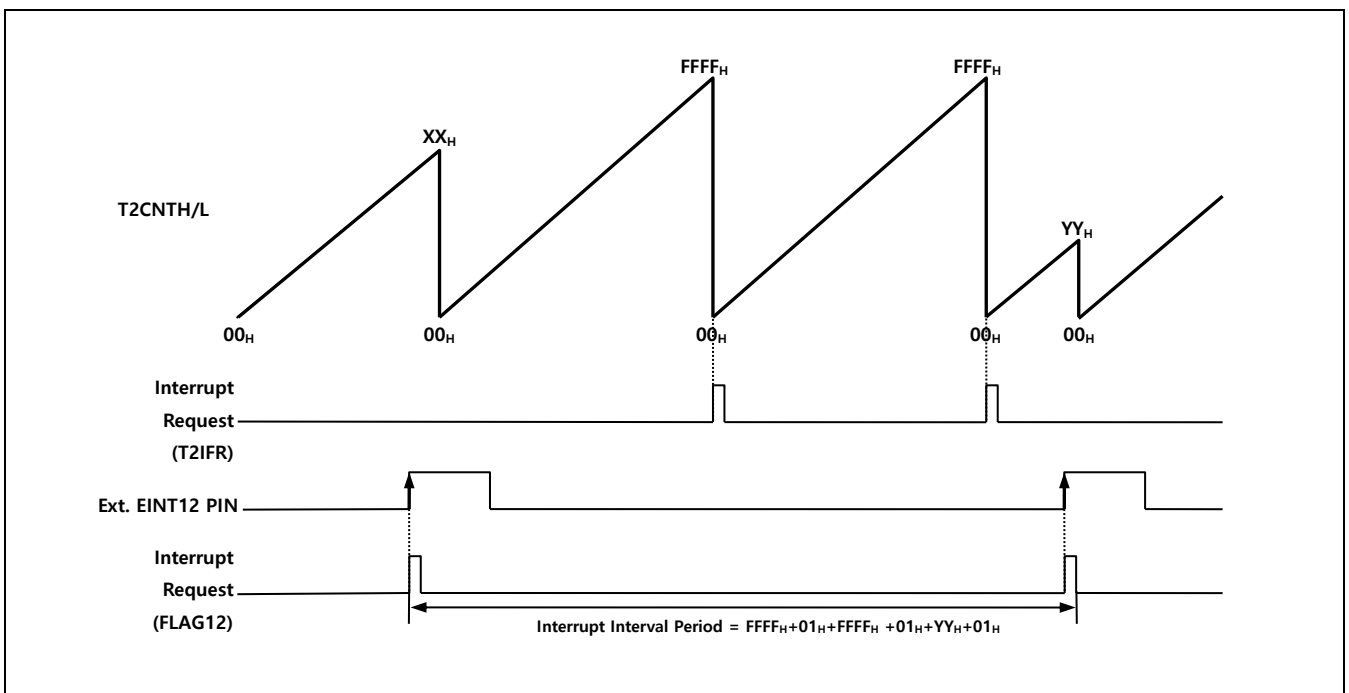 FFFFH FFFFH
XXH
T2CNTH/L
YYH
00H 00H 00H 00H 00H
Interrupt
Request
(T2IFR)
Ext. EINT12 PIN
Interrupt
Request
(FLAG12)
Interrupt Interval Period = FFFFH+01H+FFFFH +01H+YYH+01H